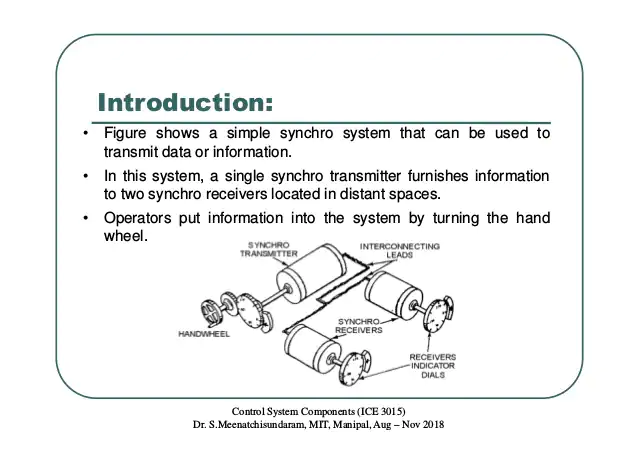 Introduction:
• Figure shows a simple synchro system that can be used to
transmit data or information.
• In this system, a single synchro transmitter furnishes information
to two synchro receivers located in distant spaces.
• Operators put information into the system by turning the hand
wheel.
SYNCHRO
TRANSMITTER
INTERCONNECTING
LEADS
HANDWHEEL
SYNCHRO
RECEIVERS
RECEIVERS
INDICATOR
DIALS
Control System Components (ICE 3015)
Dr. S.Meenatchisundaram, MIT, Manipal, Aug – Nov 2018